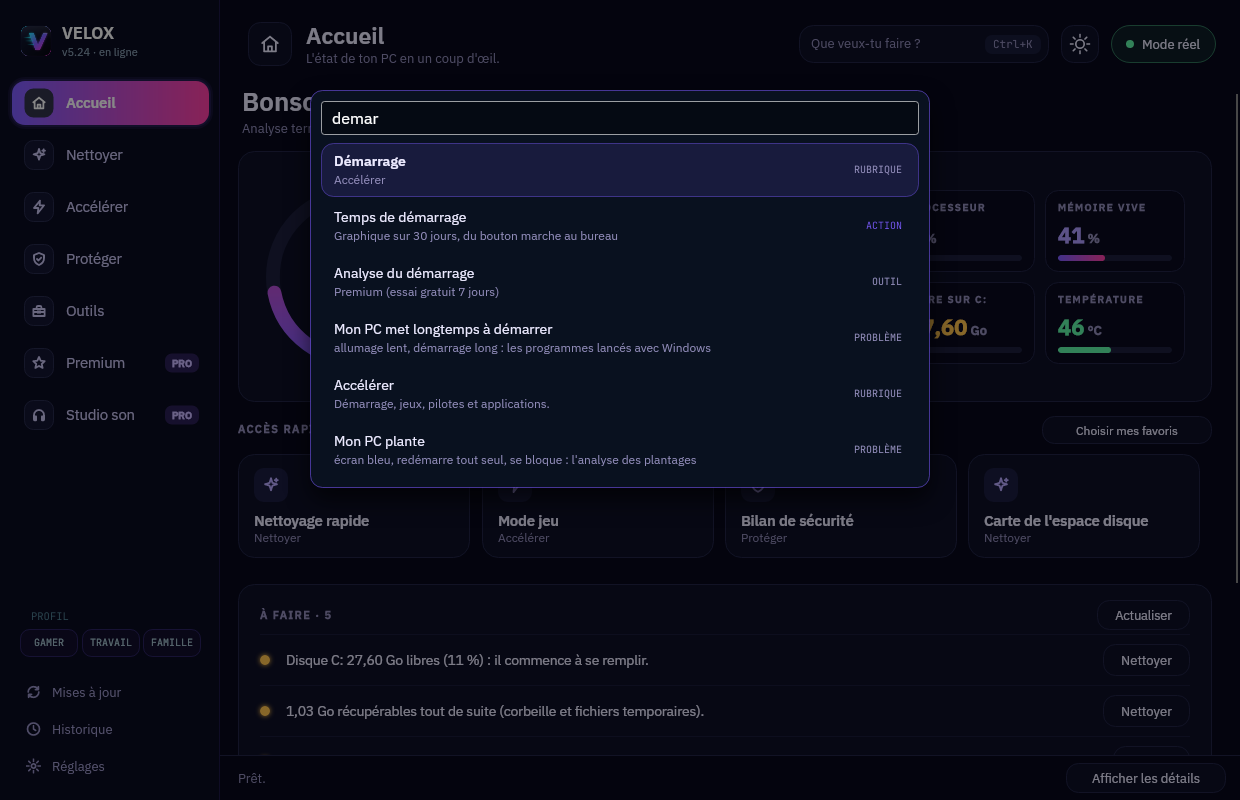 VELOX
v5.24 · en ligne
Accueil
Nettoyer
Accélérer
Protéger
Outils
Premium PRO
Studio son PRO
PROFIL
GAMER TRAVAIL FAMILLE
Mises à jour
Historique
Réglages
Accueil
L'état de ton PC en un coup d'œil.
Que veux-tu faire ? Ctrl+K
Mode réel
demar
Démarrage
Accélérer
RUBRIQUE
Temps de démarrage
Graphique sur 30 jours, du bouton marche au bureau
ACTION
Analyse du démarrage
Premium (essai gratuit 7 jours)
OUTIL
Mon PC met longtemps à démarrer
allumage lent, démarrage long : les programmes lancés avec Windows
PROBLÈME
Accélérer
Démarrage, jeux, pilotes et applications.
RUBRIQUE
Mon PC plante
écran bleu, redémarre tout seul, se bloque : l'analyse des plantages
PROBLÈME
Analyse
%
MÉMOIRE VIVE
41 %
SUR C:
7,60 Go
TEMPÉRATURE
46 °C
ACCÈS
Choisir mes favoris
Nettoyage rapide
Nettoyer
Mode jeu
Accélérer
Bilan de sécurité
Protéger
Carte de l'espace disque
Nettoyer
À FAIRE · 5
Actualiser
Disque C: 27,60 Go libres (11 %) : il commence à se remplir.
Nettoyer
1,03 Go récupérables tout de suite (corbeille et fichiers temporaires).
Nettoyer
Prêt.
Afficher les détails